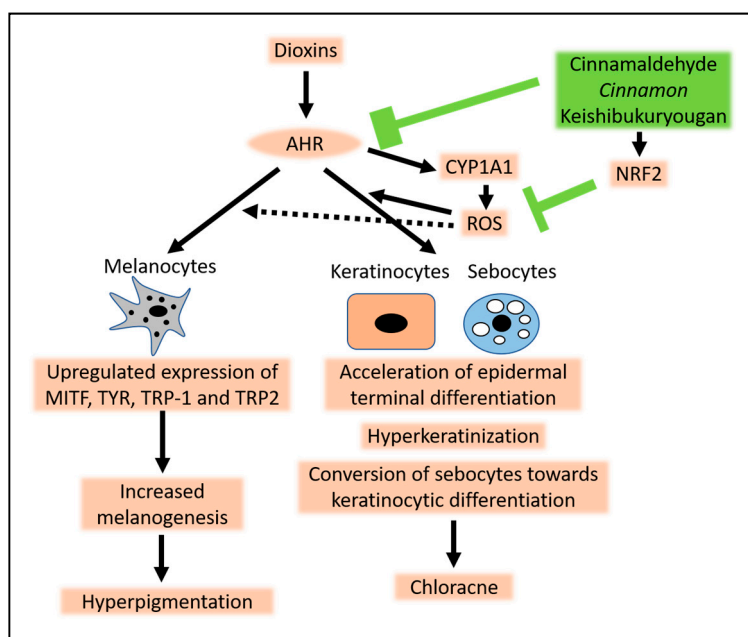 Dioxins
Cinnamaldehyde
Cinnamon
Keishibukuryougan
AHR
CYP1A1
NRF2
ROS
Melanocytes
Keratinocytes
Sebocytes
Upregulated expression of
MITF, TYR, TRP-1 and TRP2
Acceleration of epidermal
terminal differentiation
Hyperkeratinization
Conversion of sebocytes towards
keratinocytic differentiation
Increased
melanogenesis
Hyperpigmentation
Chloracne